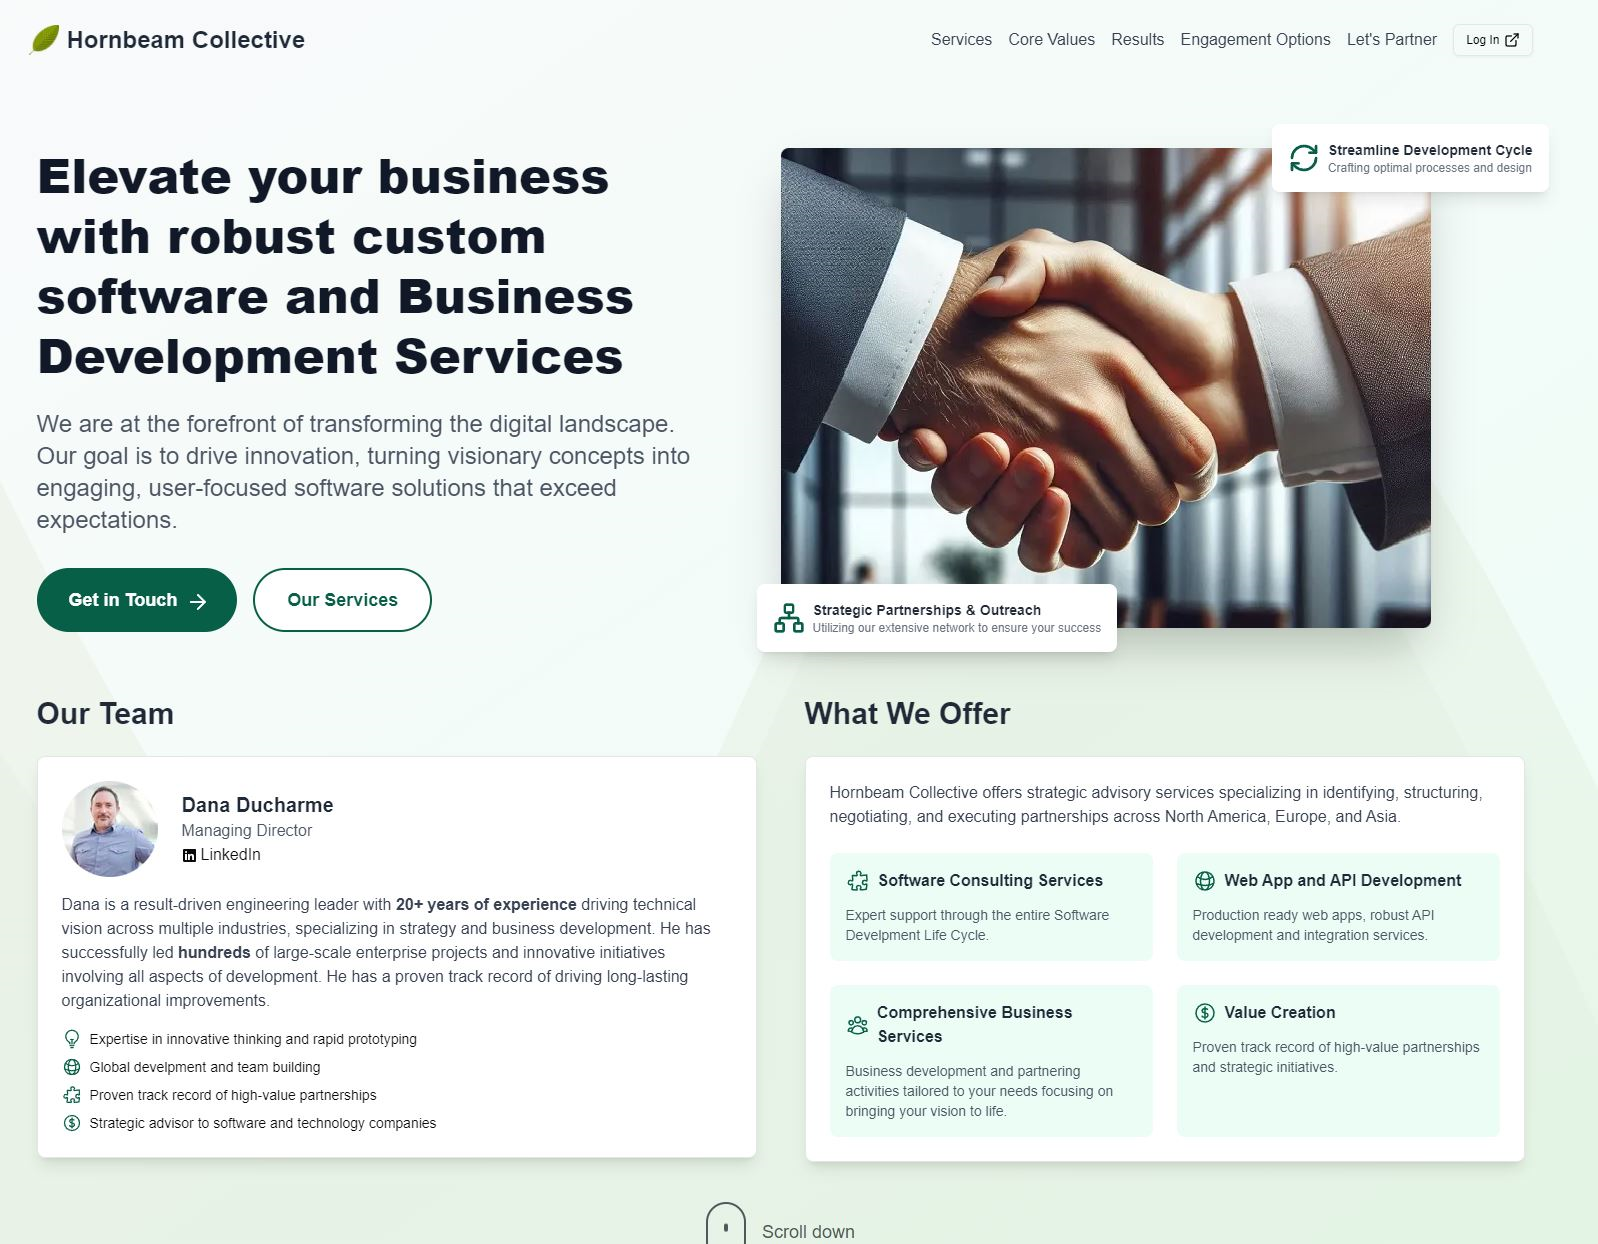 Hornbeam Collective
Services
Core Values
Results
Engagement Options
Let's Partner
Log In
Elevate your business
with robust custom
software and Business
Development Services
We are at the forefront of transforming the digital landscape.
Our goal is to drive innovation, turning visionary concepts into
engaging, user-focused software solutions that exceed
expectations.
Get in Touch
Our Services
Streamline Development Cycle
Crafting optimal processes and design
Strategic Partnerships & Outreach
Utilizing our extensive network to ensure your success
Our Team
Dana Ducharme
Managing Director
LinkedIn
Dana is a result-driven engineering leader with 20+ years of experience driving technical
vision across multiple industries, specializing in strategy and business development. He has
successfully led hundreds of large-scale enterprise projects and innovative initiatives
involving all aspects of development. He has a proven track record of driving long-lasting
organizational improvements.
Expertise in innovative thinking and rapid prototyping
Global develpment and team building
Proven track record of high-value partnerships
Strategic advisor to software and technology companies
What We Offer
Hornbeam Collective offers strategic advisory services specializing in identifying, structuring,
negotiating, and executing partnerships across North America, Europe, and Asia.
Software Consulting Services
Expert support through the entire Software
Develpment Life Cycle.
Web App and API Development
Production ready web apps, robust API
development and integration services.
Comprehensive Business
Services
Business development and partnering
activities tailored to your needs focusing on
bringing your vision to life.
Value Creation
Proven track record of high-value partnerships
and strategic initiatives.
Scroll down